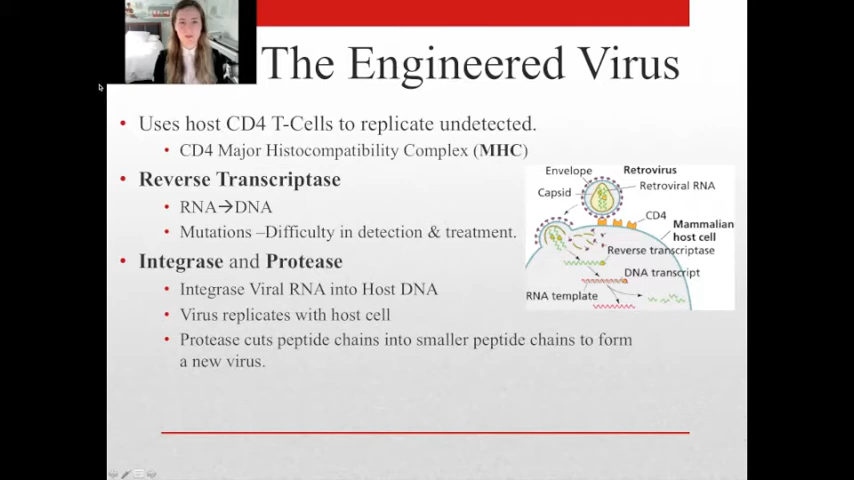 The Engineered Virus
• Uses host CD4 T-Cells to replicate undetected.
• CD4 Major Histocompatibility Complex (MHC)
• Reverse Transcriptase
• RNA→DNA
• Mutations –Difficulty in detection & treatment.
• Integrase and Protease
• Integrase Viral RNA into Host DNA
• Virus replicates with host cell
• Protease cuts peptide chains into smaller peptide chains to form
a new virus.
Envelope
Retrovirus
Capsid
Retroviral RNA
CD4
Mammalian
host cell
Reverse transcriptase
DNA transcript
RNA template